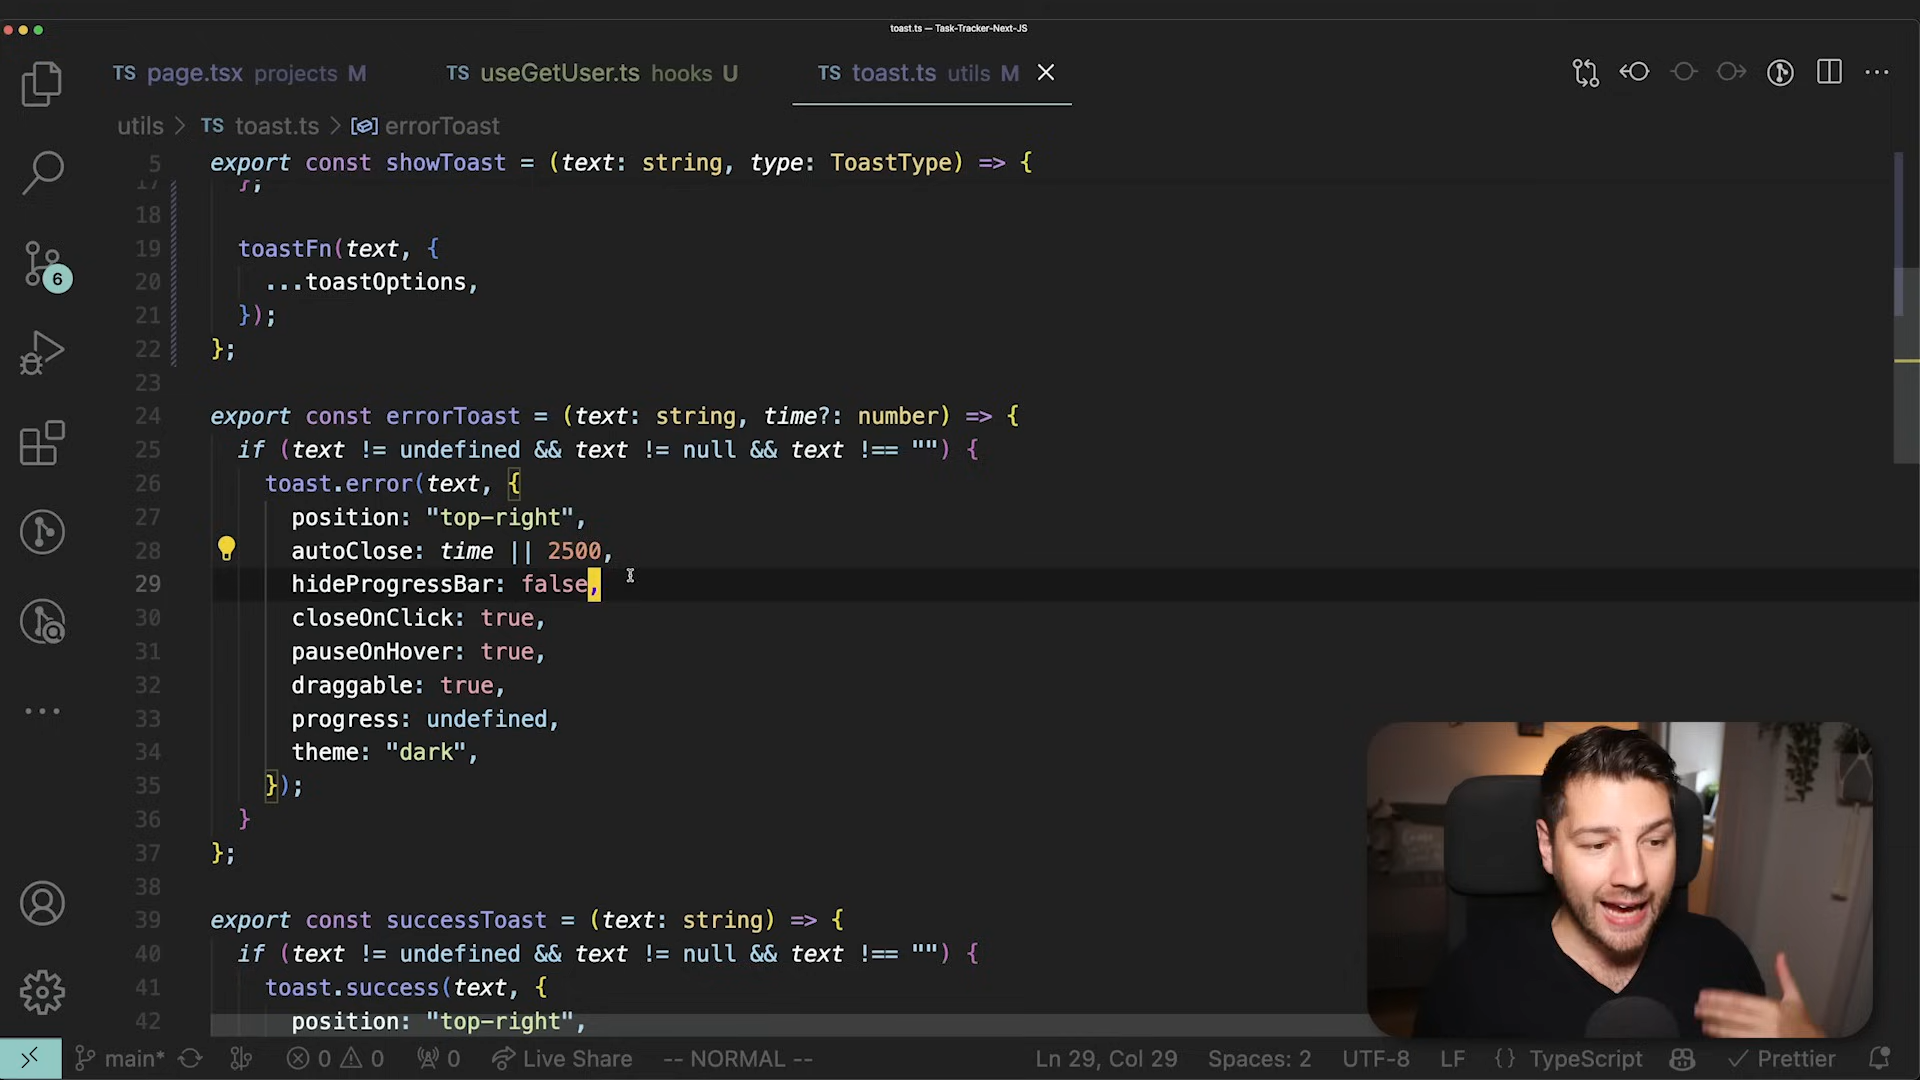 toast.ts — Task-Tracker-Next-JS
TS page.tsx projects M
TS useGetUser.ts hooks U
TS toast.ts utils M
utils > TS toast.ts > errorToast
5 export const showToast = (text: string, type: ToastType) => {
17 };
18
19 toastFn(text, {
20 ...toastOptions,
21 });
22 };
23
24 export const errorToast = (text: string, time?: number) => {
25 if (text != undefined && text != null && text !== "") {
26 toast.error(text, {
27 position: "top-right",
28 autoClose: time || 2500,
29 hideProgressBar: false,
30 closeOnClick: true,
31 pauseOnHover: true,
32 draggable: true,
33 progress: undefined,
34 theme: "dark",
35 });
36 }
37 };
38
39 export const successToast = (text: string) => {
40 if (text != undefined && text != null && text !== "") {
41 toast.success(text, {
42 position: "top-right",
6
main* 0 0 0 Live Share -- NORMAL -- Ln 29, Col 29 Spaces: 2 UTF-8 LF {} TypeScript Prettier